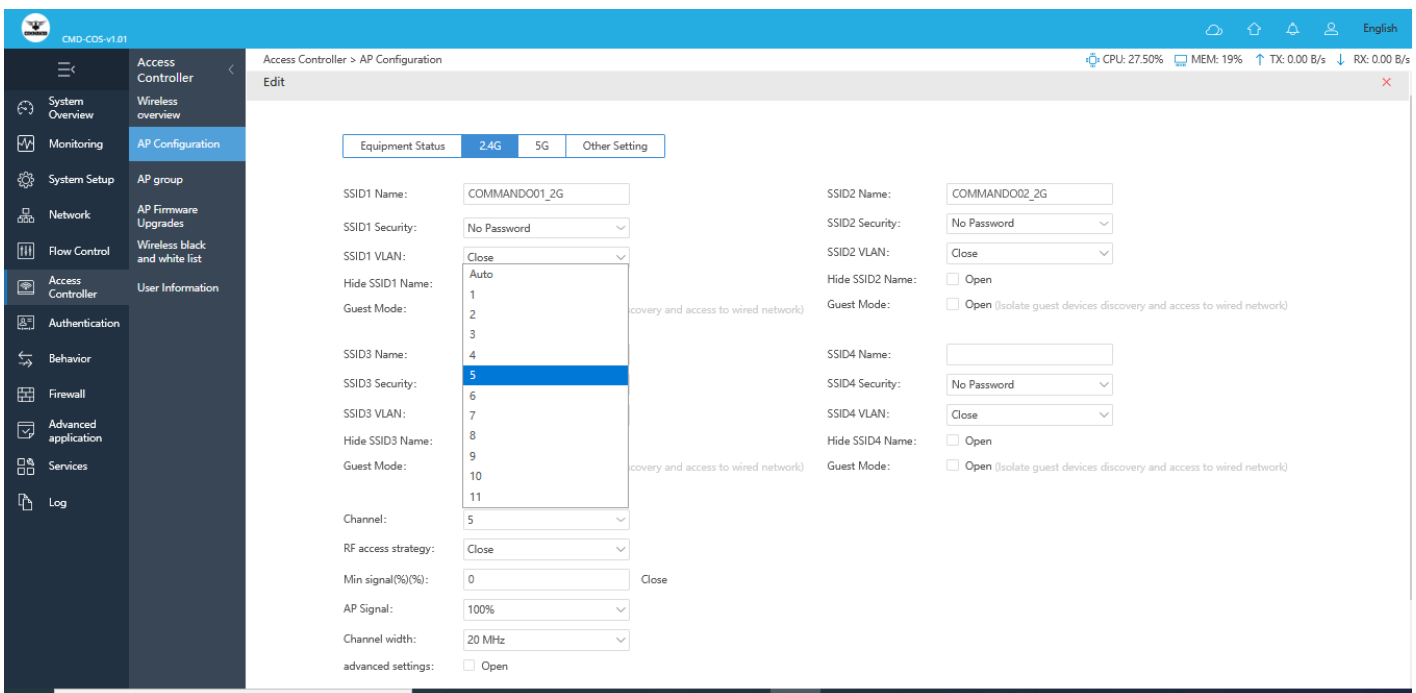 CMD-COS-v1.01
English
Access Controller
Access Controller > AP Configuration
CPU: 27.50% MEM: 19% TX: 0.00 B/s RX: 0.00 B/s
Edit
System Overview
Monitoring
System Setup
Network
Flow Control
Access Controller
Authentication
Behavior
Firewall
Advanced application
Services
Log
Wireless overview
AP Configuration
AP group
AP Firmware Upgrades
Wireless black and white list
User Information
Equipment Status 2.4G 5G Other Setting
SSID1 Name: COMMANDO01_2G
SSID1 Security: No Password
SSID1 VLAN: Close
Hide SSID1 Name:
Guest Mode: covery and access to wired network)
SSID2 Name: COMMANDO02_2G
SSID2 Security: No Password
SSID2 VLAN: Close
Hide SSID2 Name: Open
Guest Mode: Open (Isolate guest devices discovery and access to wired network)
Auto
1
2
3
4
5
6
7
8
9
10
11
SSID3 Name:
SSID3 Security:
SSID3 VLAN:
Hide SSID3 Name:
Guest Mode: covery and access to wired network)
SSID4 Name:
SSID4 Security: No Password
SSID4 VLAN: Close
Hide SSID4 Name: Open
Guest Mode: Open (Isolate guest devices discovery and access to wired network)
Channel: 5
RF access strategy: Close
Min signal(%)(%): 0 Close
AP Signal: 100%
Channel width: 20 MHz
advanced settings: Open